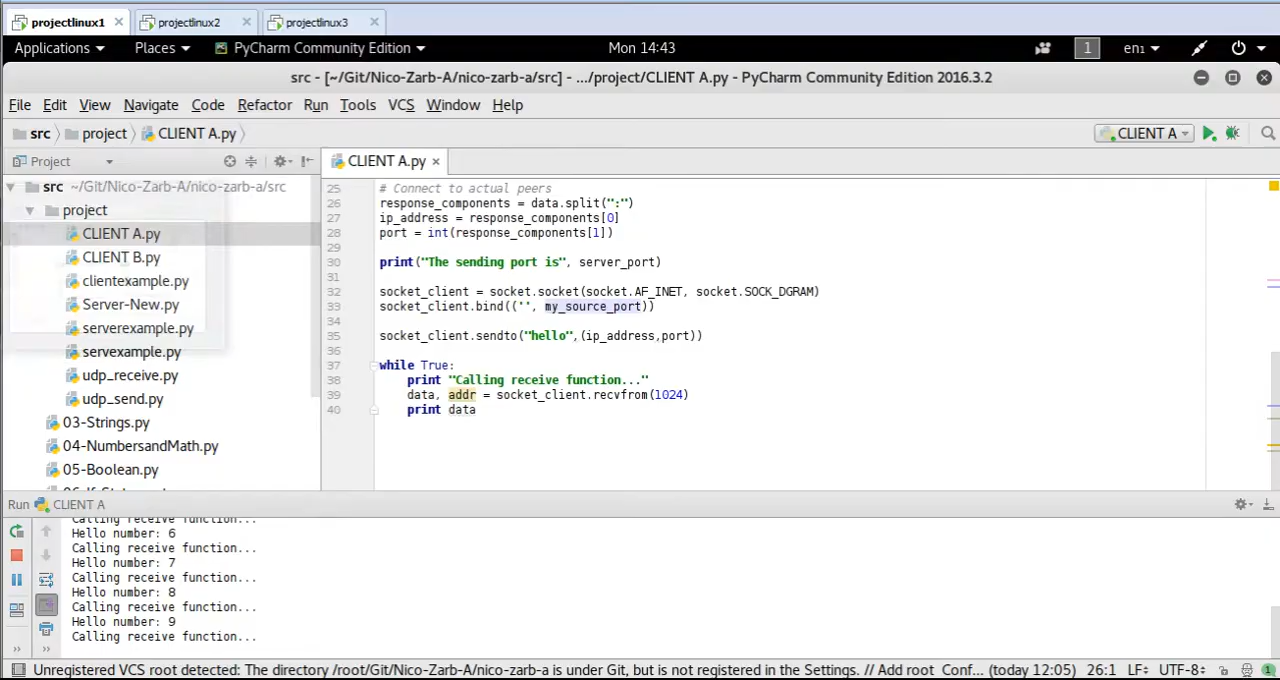 projectlinux1
projectlinux2
projectlinux3
Applications
Places
PyCharm Community Edition
Mon 14:43
1
en₁
src - [~/Git/Nico-Zarb-A/nico-zarb-a/src] - .../project/CLIENT A.py - PyCharm Community Edition 2016.3.2
File Edit View Navigate Code Refactor Run Tools VCS Window Help
src project CLIENT A.py
CLIENT A
Project
CLIENT A.py
src ~/Git/Nico-Zarb-A/nico-zarb-a/src
project
CLIENT A.py
CLIENT B.py
clientexample.py
Server-New.py
serverexample.py
servexample.py
udp_receive.py
udp_send.py
03-Strings.py
04-NumbersandMath.py
05-Boolean.py
25 # Connect to actual peers
26 response_components = data.split(":")
27 ip_address = response_components[0]
28 port = int(response_components[1])
29
30 print("The sending port is", server_port)
31
32 socket_client = socket.socket(socket.AF_INET, socket.SOCK_DGRAM)
33 socket_client.bind(('', my_source_port))
34
35 socket_client.sendto("hello",(ip_address,port))
36
37 while True:
38 print "Calling receive function..."
39 data, addr = socket_client.recvfrom(1024)
40 print data
Run CLIENT A
Calling receive function...
Hello number: 6
Calling receive function...
Hello number: 7
Calling receive function...
Hello number: 8
Calling receive function...
Hello number: 9
Calling receive function...
Unregistered VCS root detected: The directory /root/Git/Nico-Zarb-A/nico-zarb-a is under Git, but is not registered in the Settings. // Add root Conf... (today 12:05) 26:1 LF UTF-8 1